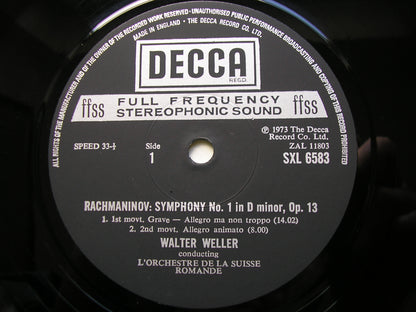 ALL RIGHTS OF THE MANUFACTURER AND OF THE OWNER OF THE RECORDED WORK RESERVED · UNAUTHORISED PUBLIC PERFORMANCE BROADCASTING AND COPYING OF THIS RECORD PROHIBITED
MADE IN ENGLAND · THE DECCA RECORD CO. LTD.
DECCA
REGD.
ffss FULL FREQUENCY ffss
STEREOPHONIC SOUND
SPEED 33⅓
Side
1
Ⓟ 1973 The Decca
Record Co. Ltd.
ZAL 11803
SXL 6583
RACHMANINOV: SYMPHONY No. 1 in D minor, Op. 13
1. 1st movt. Grave — Allegro ma non troppo (14.02)
2. 2nd movt. Allegro animato (8.00)
WALTER WELLER
conducting
L'ORCHESTRE DE LA SUISSE
ROMANDE